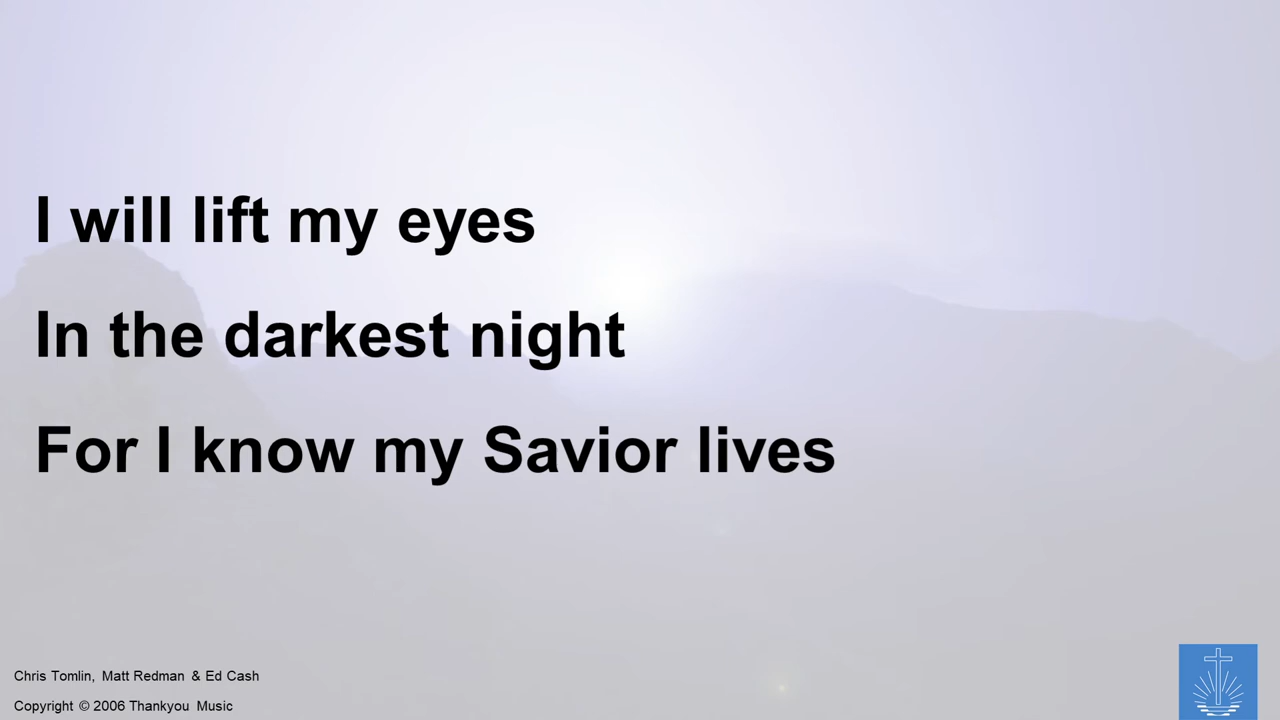 I will lift my eyes
In the darkest night
For I know my Savior lives
Chris Tomlin, Matt Redman & Ed Cash
Copyright © 2006 Thankyou Music